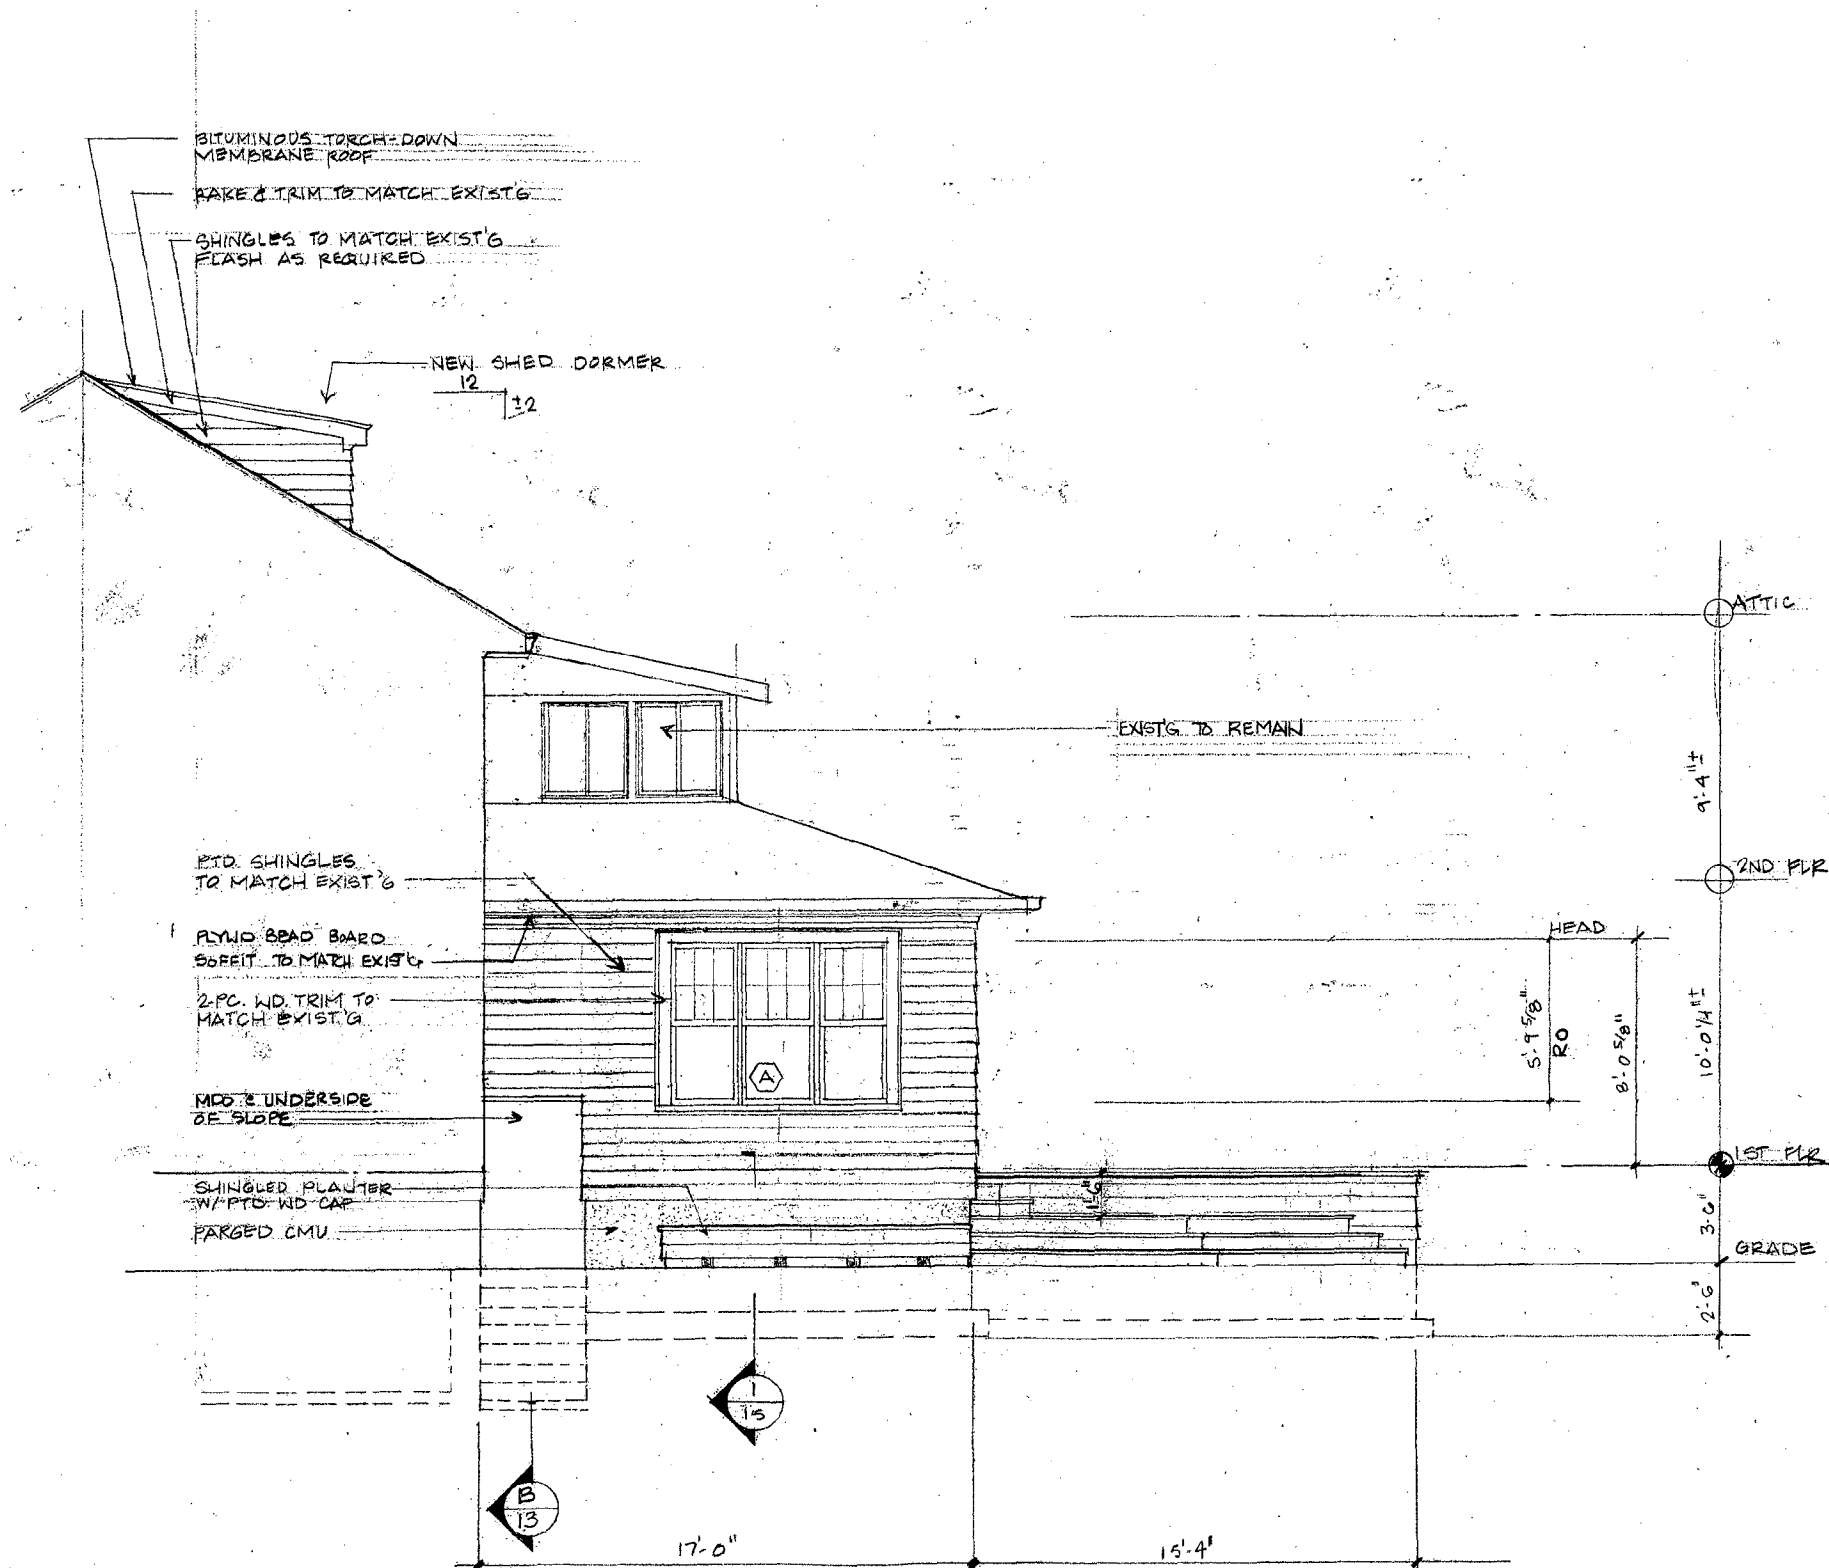 BITUMINOUS TORCH-DOWN
MEMBRANE ROOF
RAKE & TRIM TO MATCH EXIST'G
SHINGLES TO MATCH EXIST'G
FLASH AS REQUIRED
NEW SHED DORMER
12
±2
ATTIC
EXIST'G TO REMAIN
9'-4"±
PTD. SHINGLES
TO MATCH EXIST'G
2ND FLR
PLYWD BEAD BOARD
SOFFIT TO MATCH EXIST'G
HEAD
2-PC. WD. TRIM TO
MATCH EXIST'G
5'-9 5/8"
RO
8'-0 5/8"
10'-0 1/4"±
A
MDO @ UNDERSIDE
OF SLOPE
1ST FLR
SHINGLED PLANTER
W/ PTD WD CAP
1'-6"
PARGED CMU
3'-6"
GRADE
2'-6"
1
15
B
13
17'-0"
15'-4"